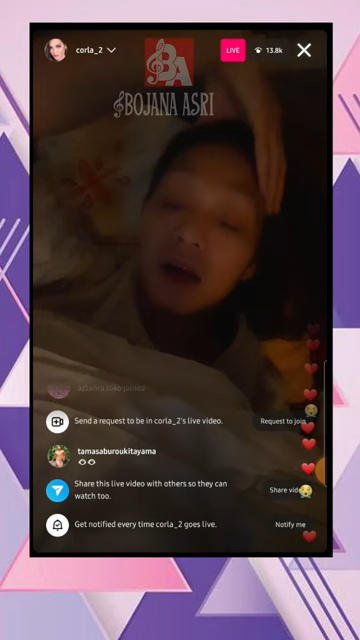 corla_2
LIVE
13.8k
BA
BOJANA ASRI
Send a request to be in corla_2's live video.
Request to join
tamasaburoukitayama
👀
Share this live video with others so they can
watch too.
Share vid
Get notified every time corla_2 goes live.
Notify me